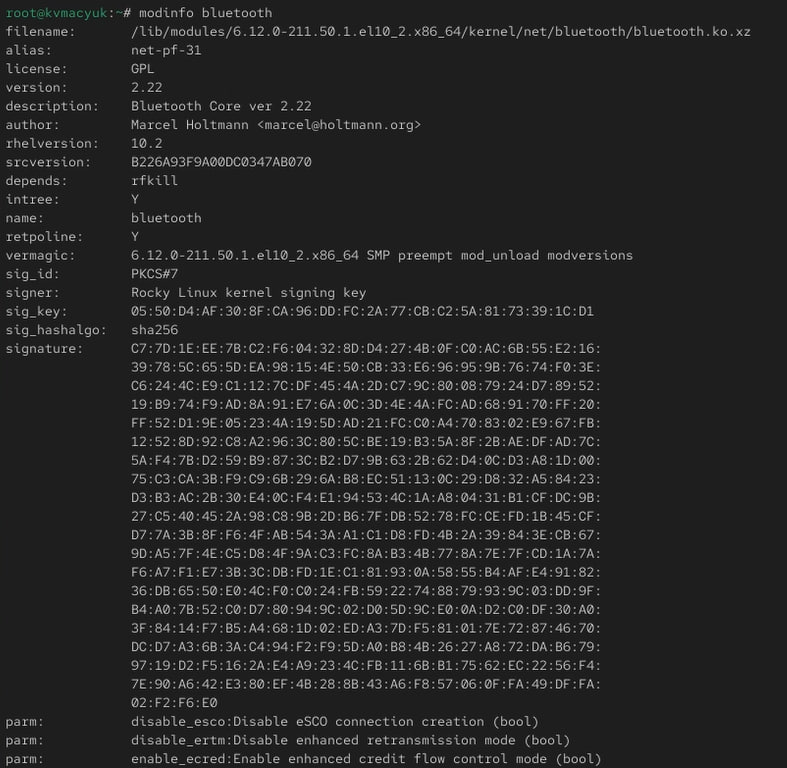 root@kvmacyuk:~# modinfo bluetooth
filename:       /lib/modules/6.12.0-211.50.1.el10_2.x86_64/kernel/net/bluetooth/bluetooth.ko.xz
alias:          net-pf-31
license:        GPL
version:        2.22
description:    Bluetooth Core ver 2.22
author:         Marcel Holtmann <marcel@holtmann.org>
rhelversion:    10.2
srcversion:     B226A93F9A00DC0347AB070
depends:        rfkill
intree:         Y
name:           bluetooth
retpoline:      Y
vermagic:       6.12.0-211.50.1.el10_2.x86_64 SMP preempt mod_unload modversions
sig_id:         PKCS#7
signer:         Rocky Linux kernel signing key
sig_key:        05:50:D4:AF:30:8F:CA:96:DD:FC:2A:77:CB:C2:5A:81:73:39:1C:D1
sig_hashalgo:   sha256
signature:      C7:7D:1E:EE:7B:C2:F6:04:32:8D:D4:27:4B:0F:C0:AC:6B:55:E2:16:
                39:78:5C:65:5D:EA:98:15:4E:50:CB:33:E6:96:95:9B:76:74:F0:3E:
                C6:24:4C:E9:C1:12:7C:DF:45:4A:2D:C7:9C:80:08:79:24:D7:89:52:
                19:B9:74:F9:AD:8A:91:E7:6A:0C:3D:4E:4A:FC:AD:68:91:70:FF:20:
                FF:52:D1:9E:05:23:4A:19:5D:AD:21:FC:C0:A4:70:83:02:E9:67:FB:
                12:52:8D:92:C8:A2:96:3C:80:5C:BE:19:B3:5A:8F:2B:AE:DF:AD:7C:
                5A:F4:7B:D2:59:B9:87:3C:B2:D7:9B:63:2B:62:D4:0C:D3:A8:1D:00:
                75:C3:CA:3B:F9:C9:6B:29:6A:B8:EC:51:13:0C:29:D8:32:A5:84:23:
                D3:B3:AC:2B:30:E4:0C:F4:E1:94:53:4C:1A:A8:04:31:B1:CF:DC:9B:
                27:C5:40:45:2A:98:C8:9B:2D:B6:7F:DB:52:78:FC:CE:FD:1B:45:CF:
                D7:7A:3B:8F:F6:4F:AB:54:3A:A1:C1:D8:FD:4B:2A:39:84:3E:CB:67:
                9D:A5:7F:4E:C5:D8:4F:9A:C3:FC:8A:B3:4B:77:8A:7E:7F:CD:1A:7A:
                F6:A7:F1:E7:3B:3C:DB:FD:1E:C1:81:93:0A:58:55:B4:AF:E4:91:82:
                36:DB:65:50:E0:4C:F0:C0:24:FB:59:22:74:88:79:93:9C:03:DD:9F:
                B4:A0:7B:52:C0:D7:80:94:9C:02:D0:5D:9C:E0:0A:D2:C0:DF:30:A0:
                3F:84:14:F7:B5:A4:68:1D:02:ED:A3:7D:F5:81:01:7E:72:87:46:70:
                DC:D7:A3:6B:3A:C4:94:F2:F9:5D:A0:B8:4B:26:27:A8:72:DA:B6:79:
                97:19:D2:F5:16:2A:E4:A9:23:4C:FB:11:6B:B1:75:62:EC:22:56:F4:
                7E:90:A6:42:E3:80:EF:4B:28:8B:43:A6:F8:57:06:0F:FA:49:DF:FA:
                02:F2:F6:E0
parm:           disable_esco:Disable eSCO connection creation (bool)
parm:           disable_ertm:Disable enhanced retransmission mode (bool)
parm:           enable_ecred:Enable enhanced credit flow control mode (bool)